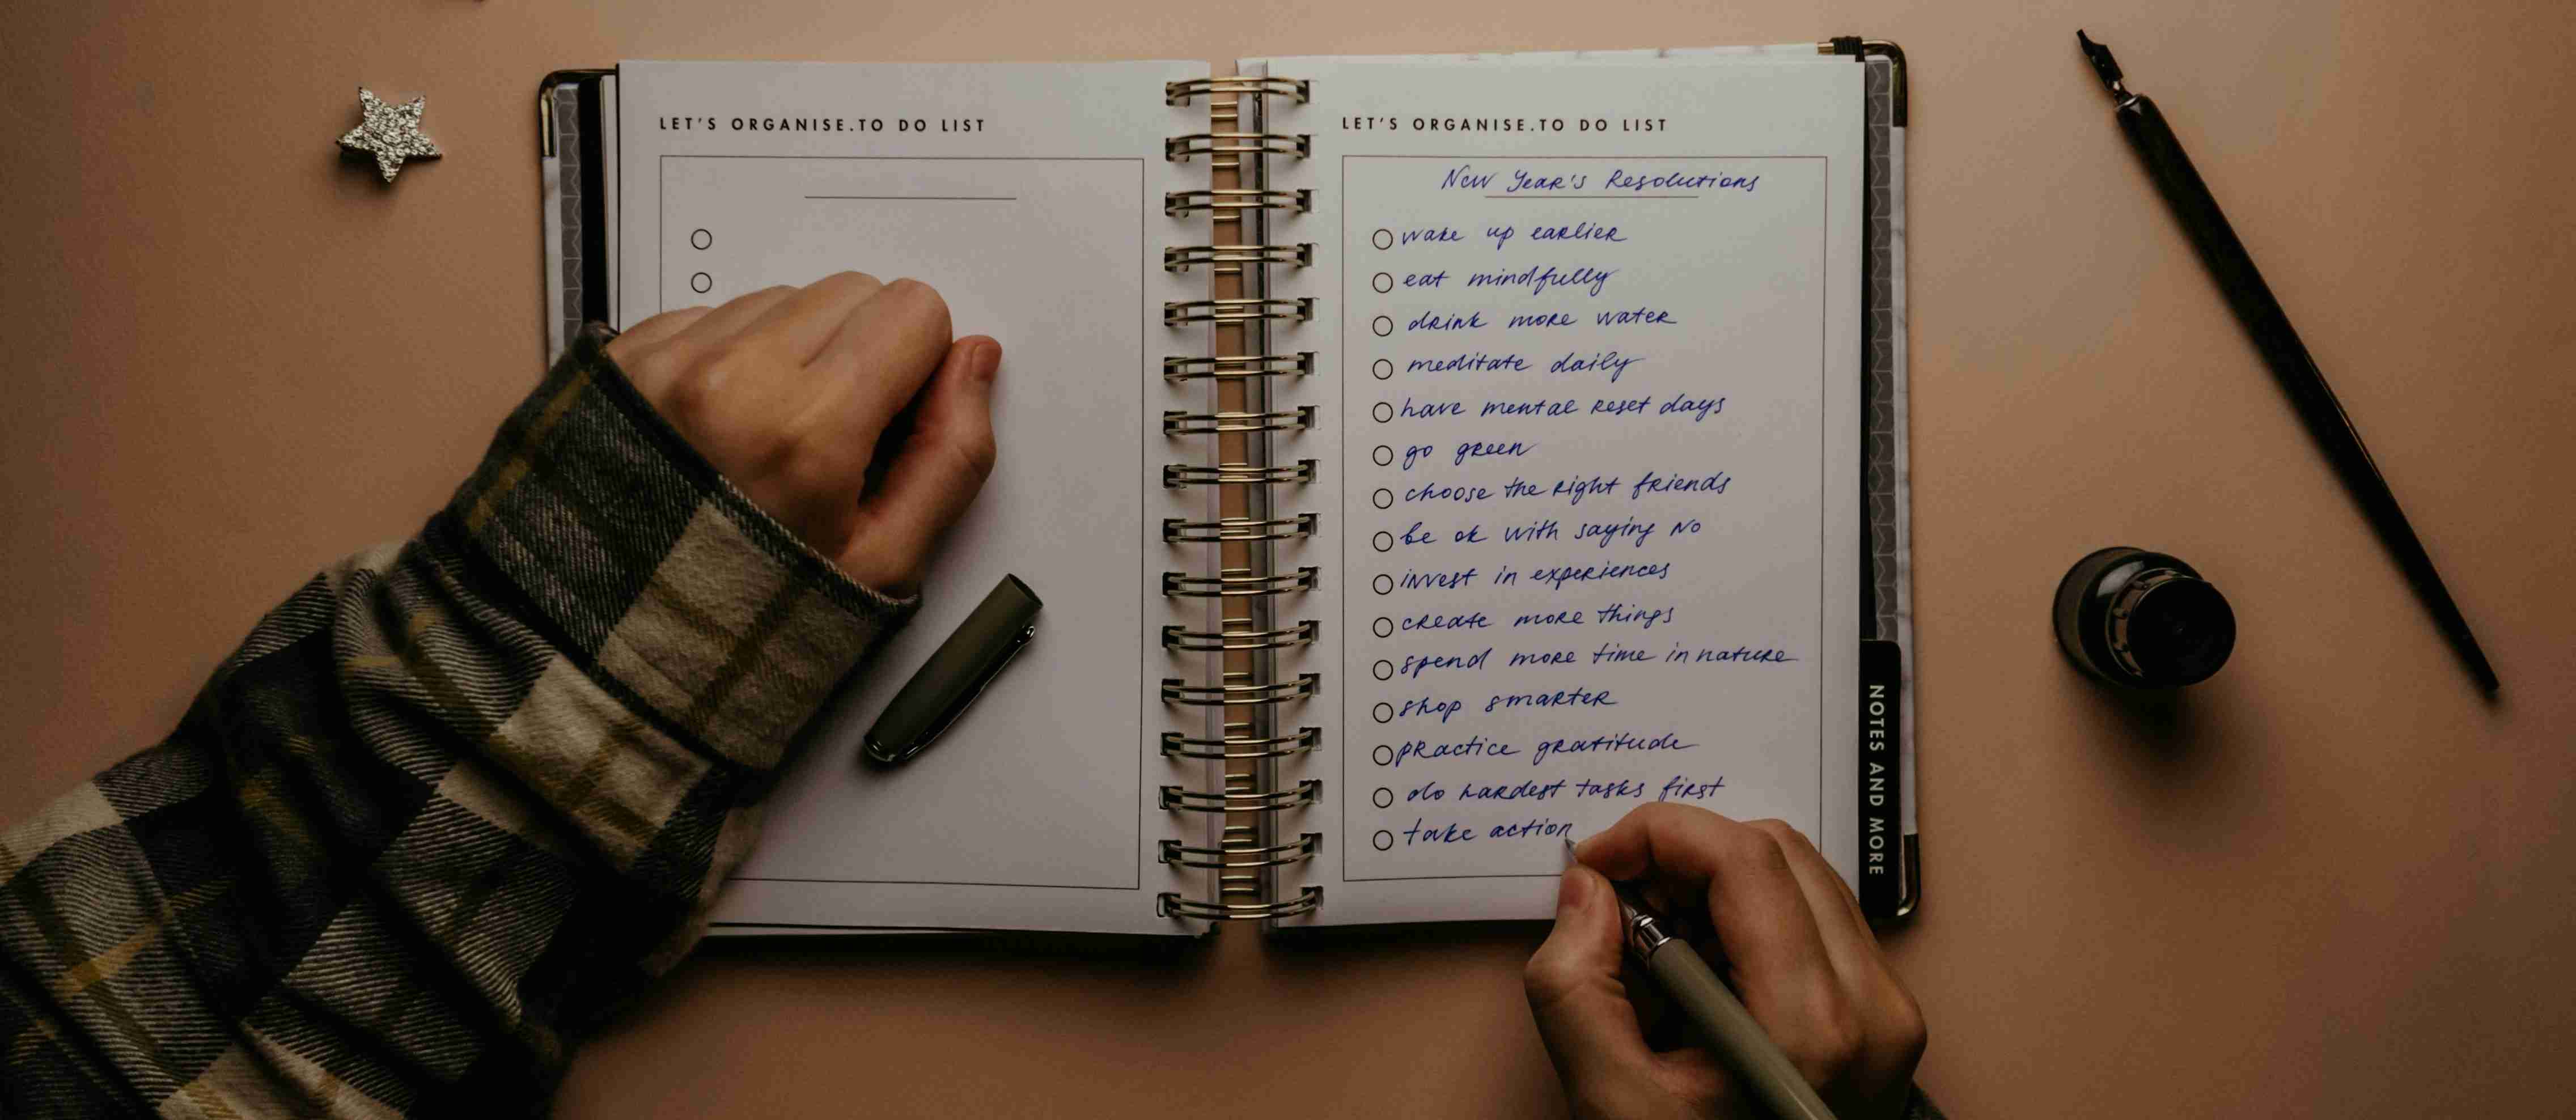 LET'S ORGANISE.TO DO LIST
LET'S ORGANISE.TO DO LIST
New Year's Resolutions
wake up earlier
eat mindfully
drink more water
meditate daily
have mental reset days
go green
choose the right friends
be ok with saying NO
invest in experiences
create more things
spend more time in nature
shop smarter
practice gratitude
do hardest tasks first
take action
NOTES AND MORE